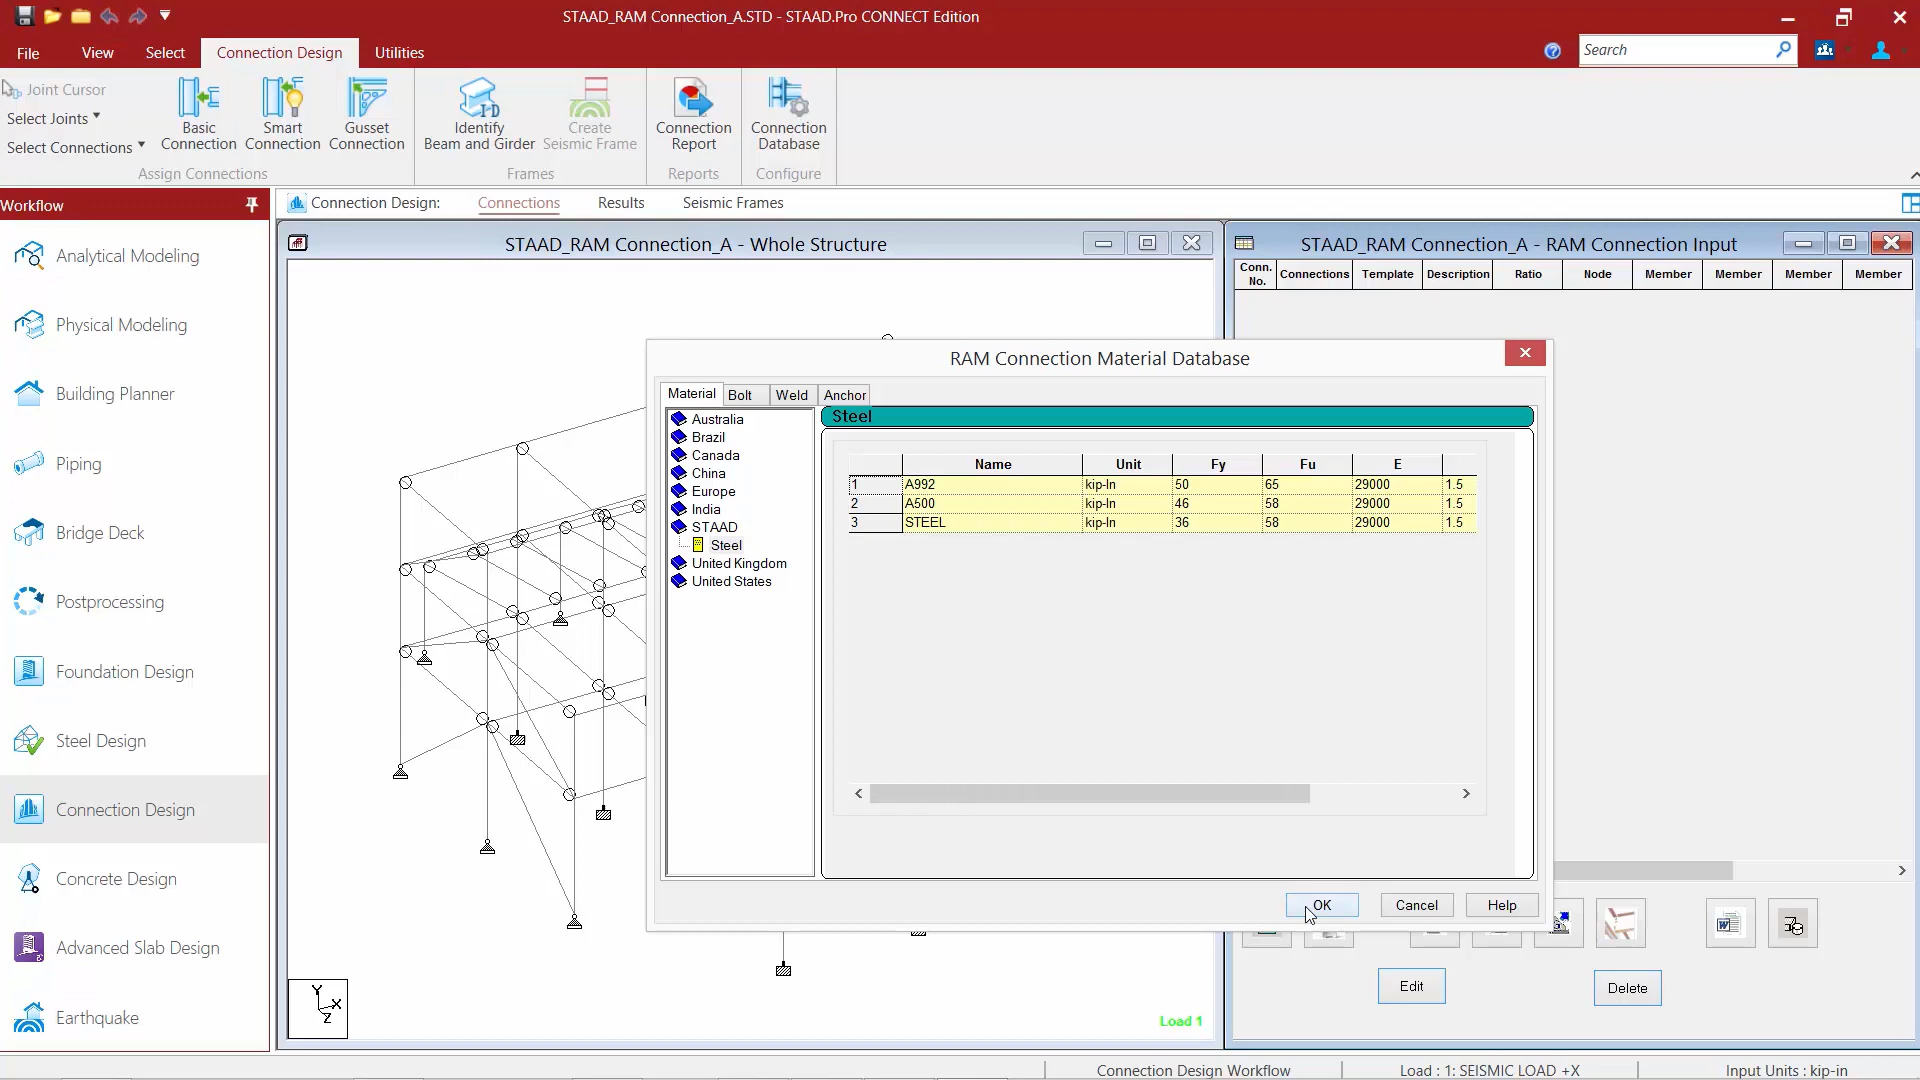 STAAD_RAM Connection_A.STD - STAAD.Pro CONNECT Edition
File
View
Select
Connection Design
Utilities
Search
Joint Cursor
Select Joints
Select Connections
Basic
Connection
Smart
Connection
Gusset
Connection
Assign Connections
Identify
Beam and Girder
Create
Seismic Frame
Frames
Connection
Report
Reports
Connection
Database
Configure
Workflow
Analytical Modeling
Physical Modeling
Building Planner
Piping
Bridge Deck
Postprocessing
Foundation Design
Steel Design
Connection Design
Concrete Design
Advanced Slab Design
Earthquake
Connection Design:
Connections
Results
Seismic Frames
STAAD_RAM Connection_A - Whole Structure
STAAD_RAM Connection_A - RAM Connection Input
Conn. No. Connections Template Description Ratio Node Member Member Member Member
RAM Connection Material Database
Material Bolt Weld Anchor
Australia
Brazil
Canada
China
Europe
India
STAAD
Steel
United Kingdom
United States
Steel
Name Unit Fy Fu E
1 A992 kip-In 50 65 29000 1.5
2 A500 kip-In 46 58 29000 1.5
3 STEEL kip-In 36 58 29000 1.5
OK
Cancel
Help
Edit
Delete
Y
X
Z
Load 1
Connection Design Workflow
Load : 1: SEISMIC LOAD +X
Input Units : kip-in